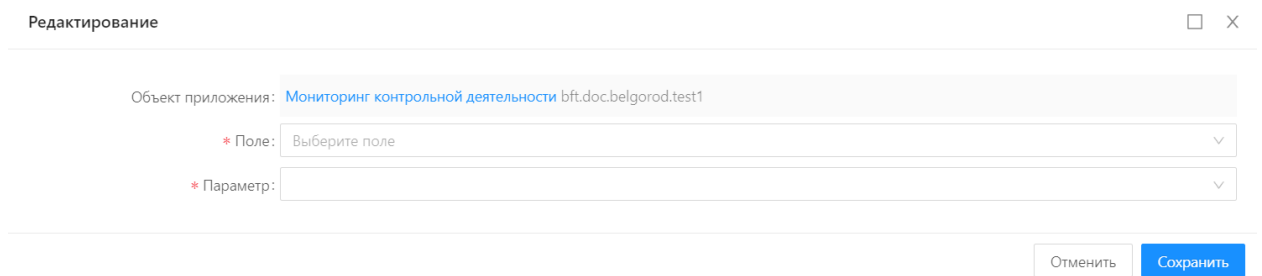 Редактирование
Объект приложения: Мониторинг контрольной деятельности bft.doc.belgorod.test1
* Поле: Выберите поле
* Параметр:
Отменить Сохранить